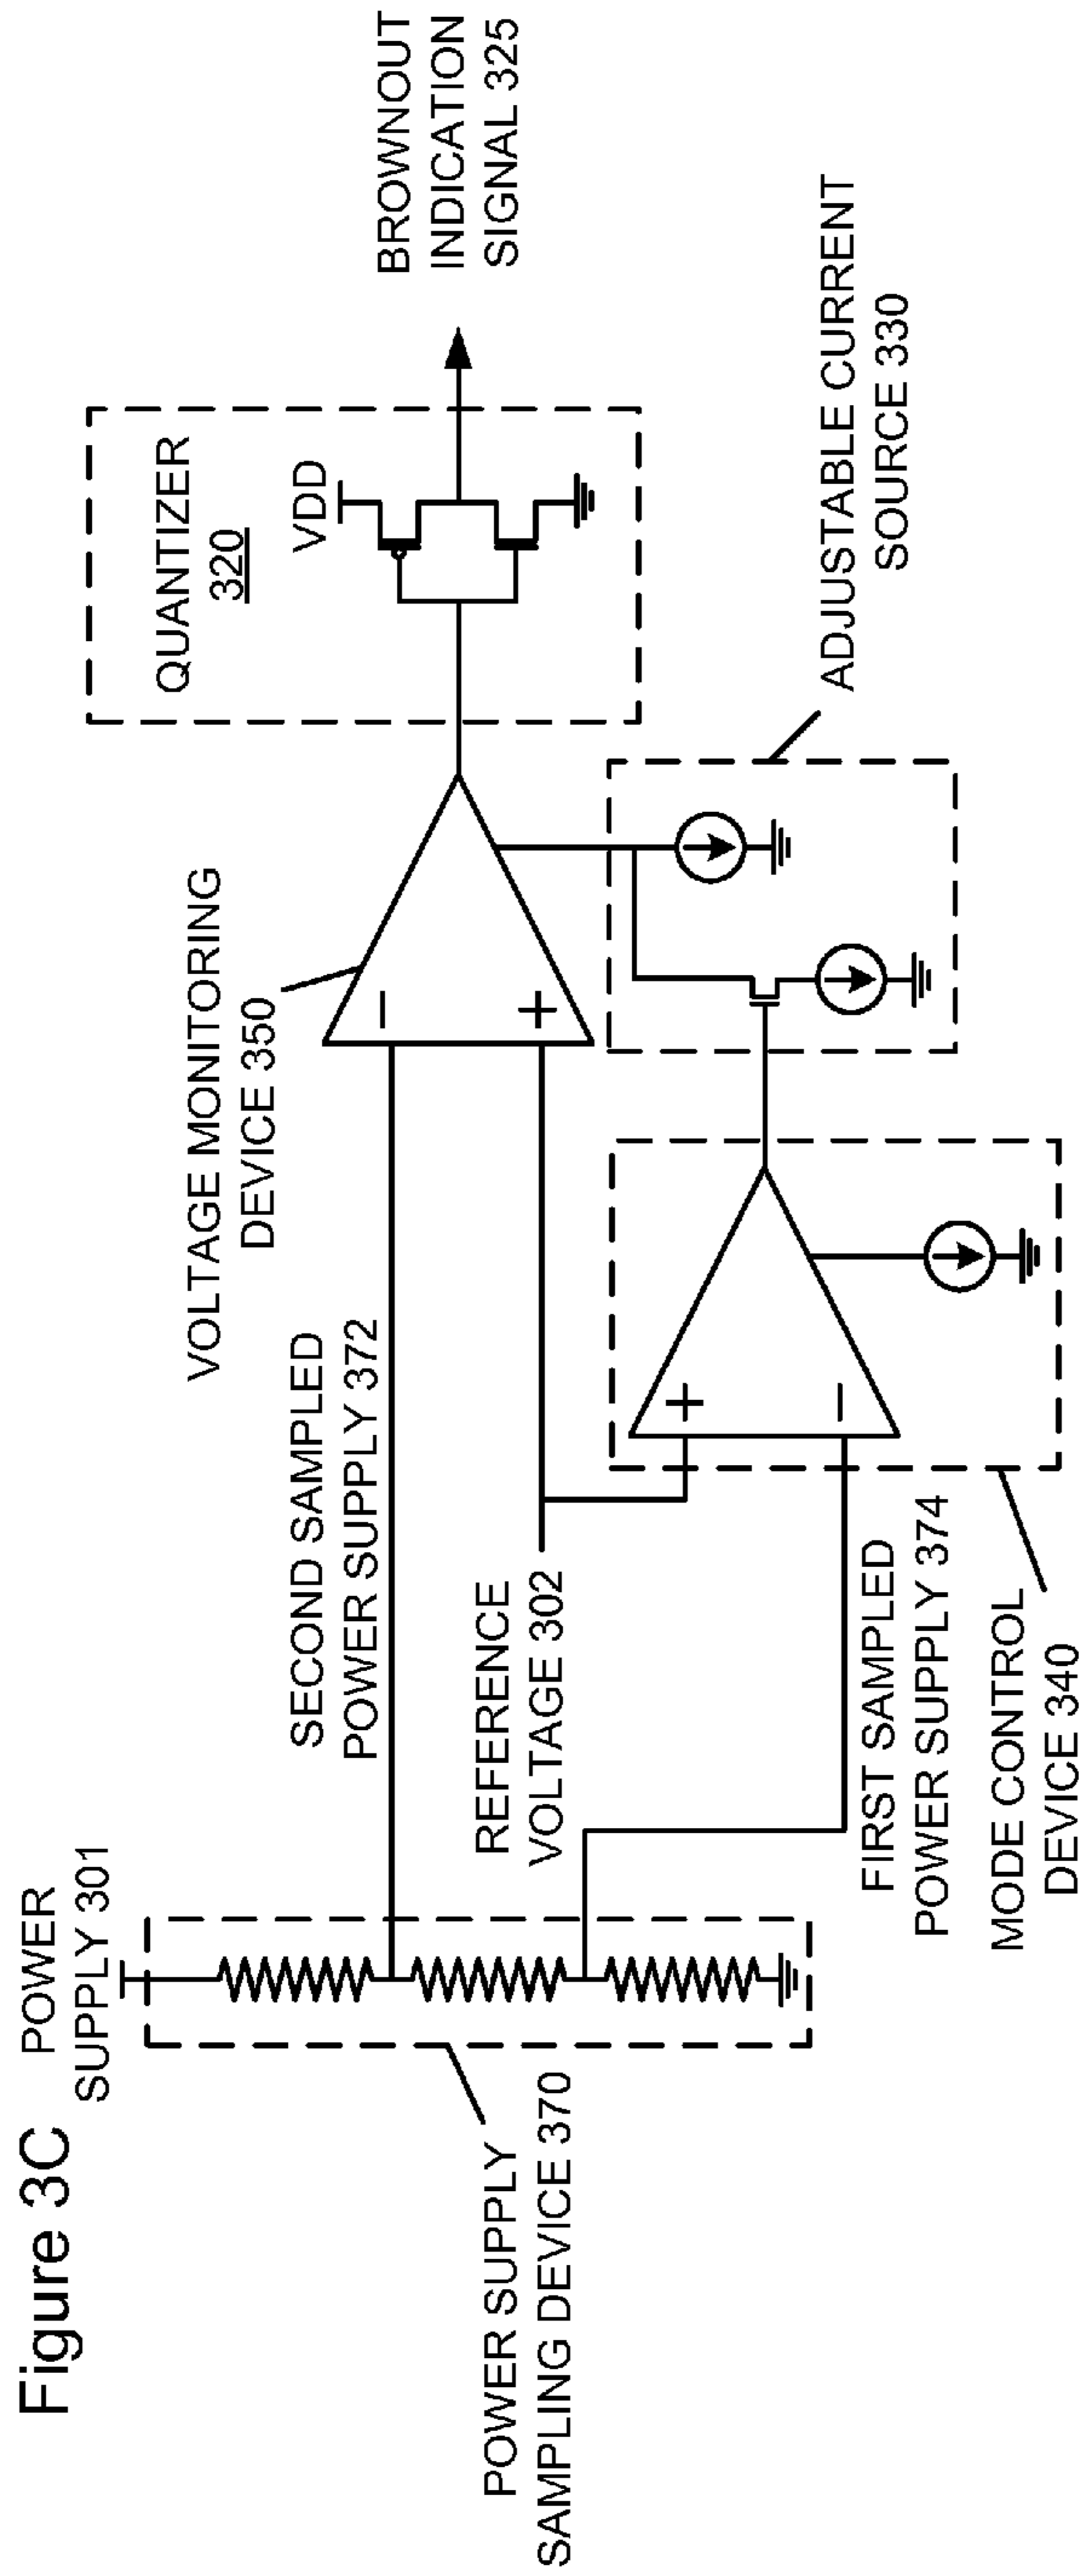 Figure 3C
POWER
SUPPLY 301
POWER SUPPLY
SAMPLING DEVICE 370
SECOND SAMPLED
POWER SUPPLY 372
REFERENCE
VOLTAGE 302
FIRST SAMPLED
POWER SUPPLY 374
MODE CONTROL
DEVICE 340
+
−
VOLTAGE MONITORING
DEVICE 350
−
+
QUANTIZER
320
VDD
ADJUSTABLE CURRENT
SOURCE 330
BROWNOUT
INDICATION
SIGNAL 325